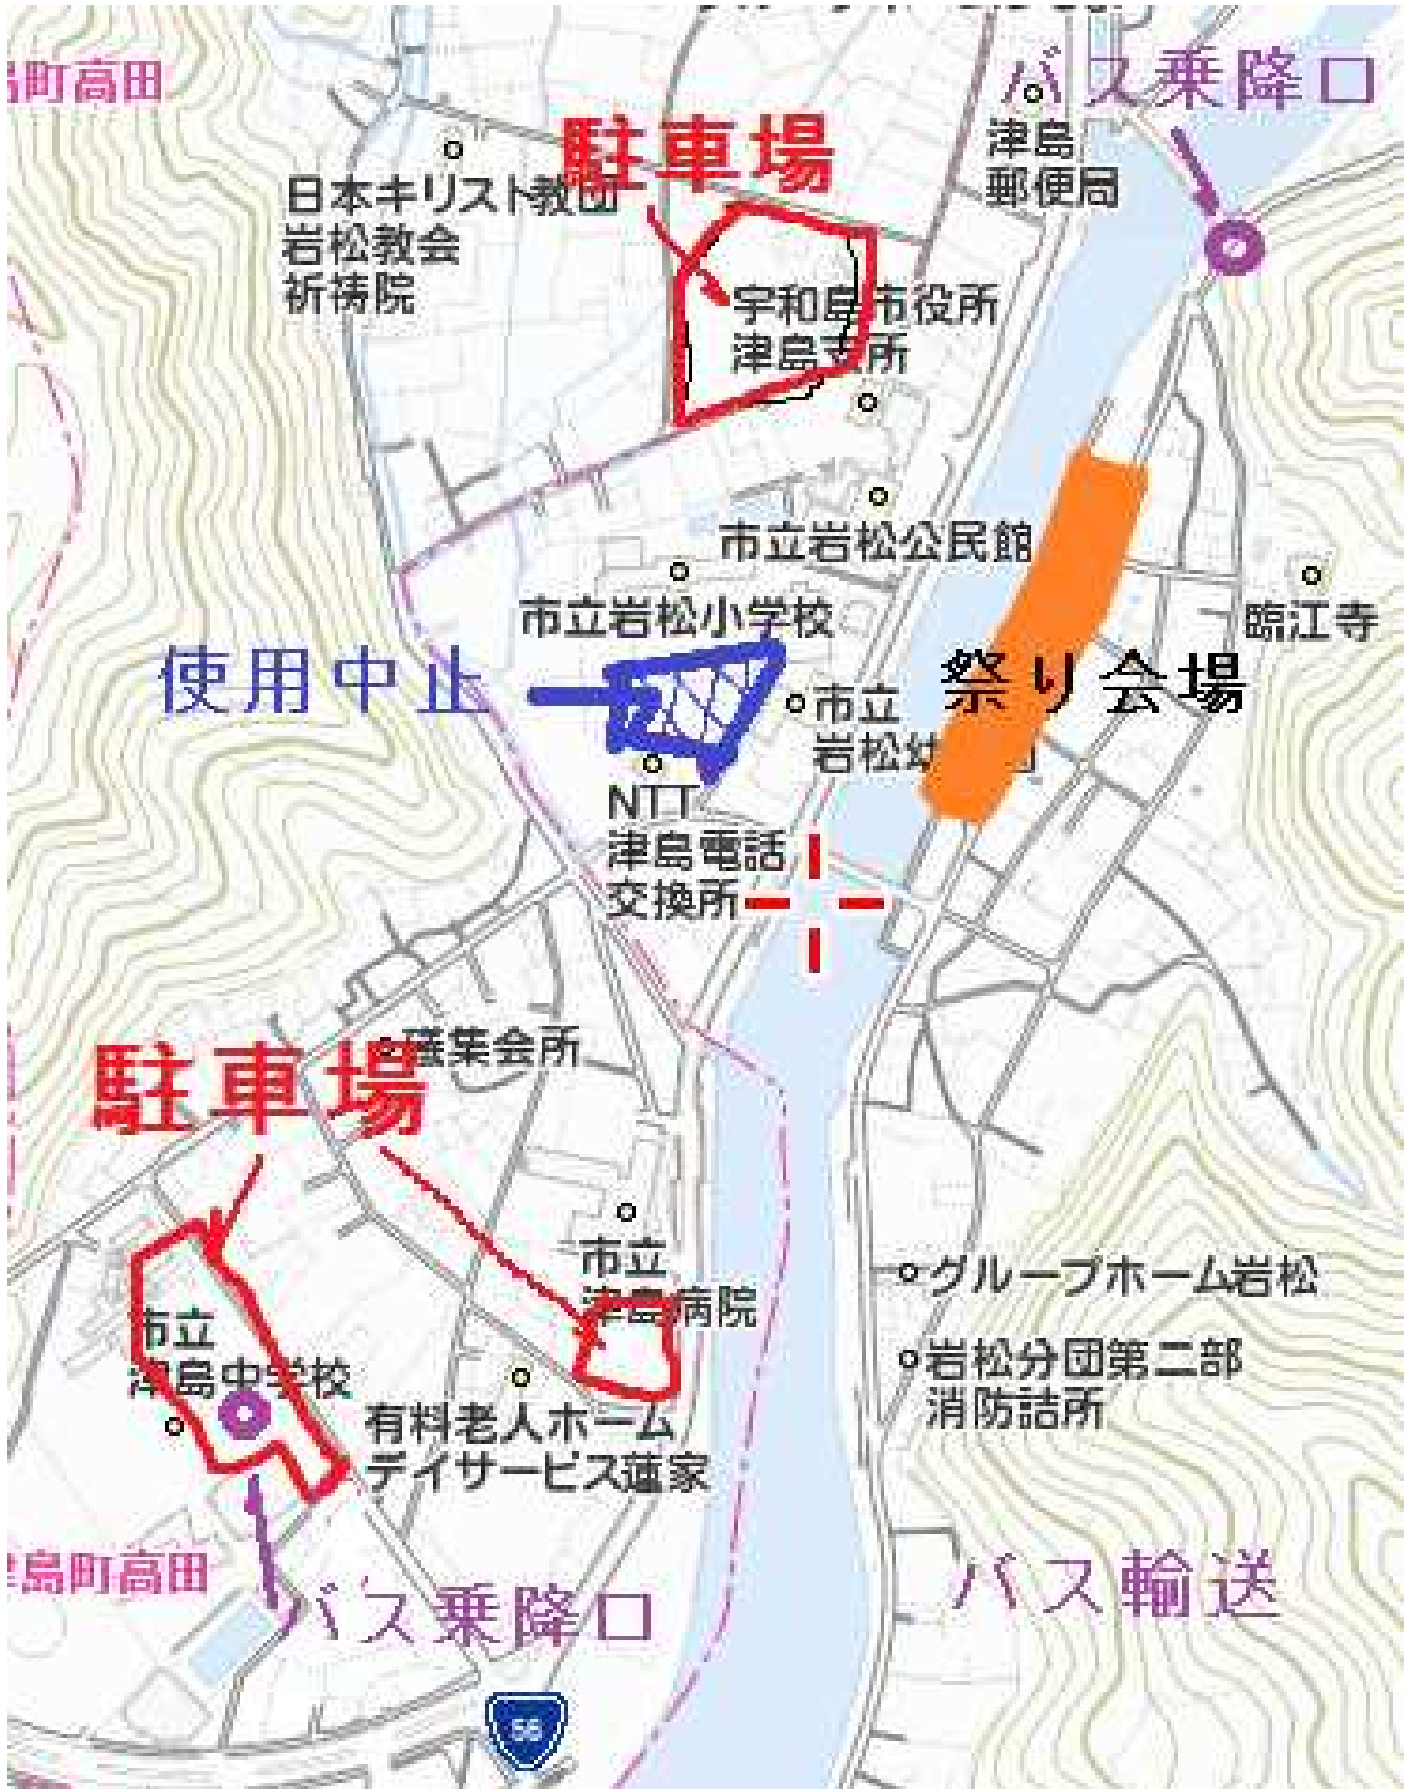 島町高田
バス乗降口
駐車場
津島
郵便局
日本キリスト教団
岩松教会
祈祷院
宇和島市役所
津島支所
市立岩松公民館
市立岩松小学校
臨江寺
使用中止
祭り会場
市立
岩松幼
NTT
津島電話
交換所
集会所
駐車場
市立
津島病院
グループホーム岩松
市立
津島中学校
岩松分団第二部
消防詰所
有料老人ホーム
デイサービス蓮家
津島町高田
バス乗降口
バス輸送
56